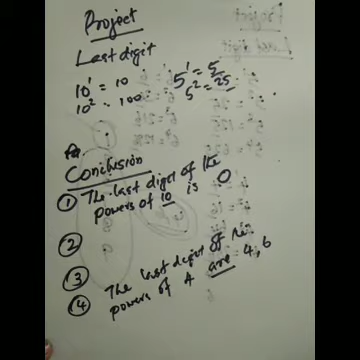 Project
Last digit
10¹ = 10 5¹ = 5
10² = 100 5² = 25
Conclusion
① The last digit of the
powers of 10 is 0
②
③
④ The last digit of the
powers of 4 are 4, 6